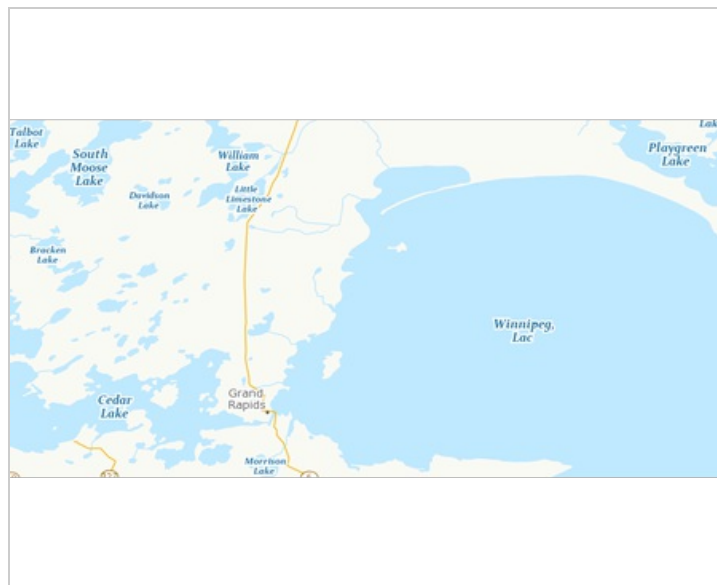 Talbot
Lake
South
Moose
Lake
William
Lake
Playgreen
Lake
Davidson
Lake
Little
Limestone
Lake
Bracken
Lake
Winnipeg,
Lac
Cedar
Lake
Grand
Rapids
Morrison
Lake